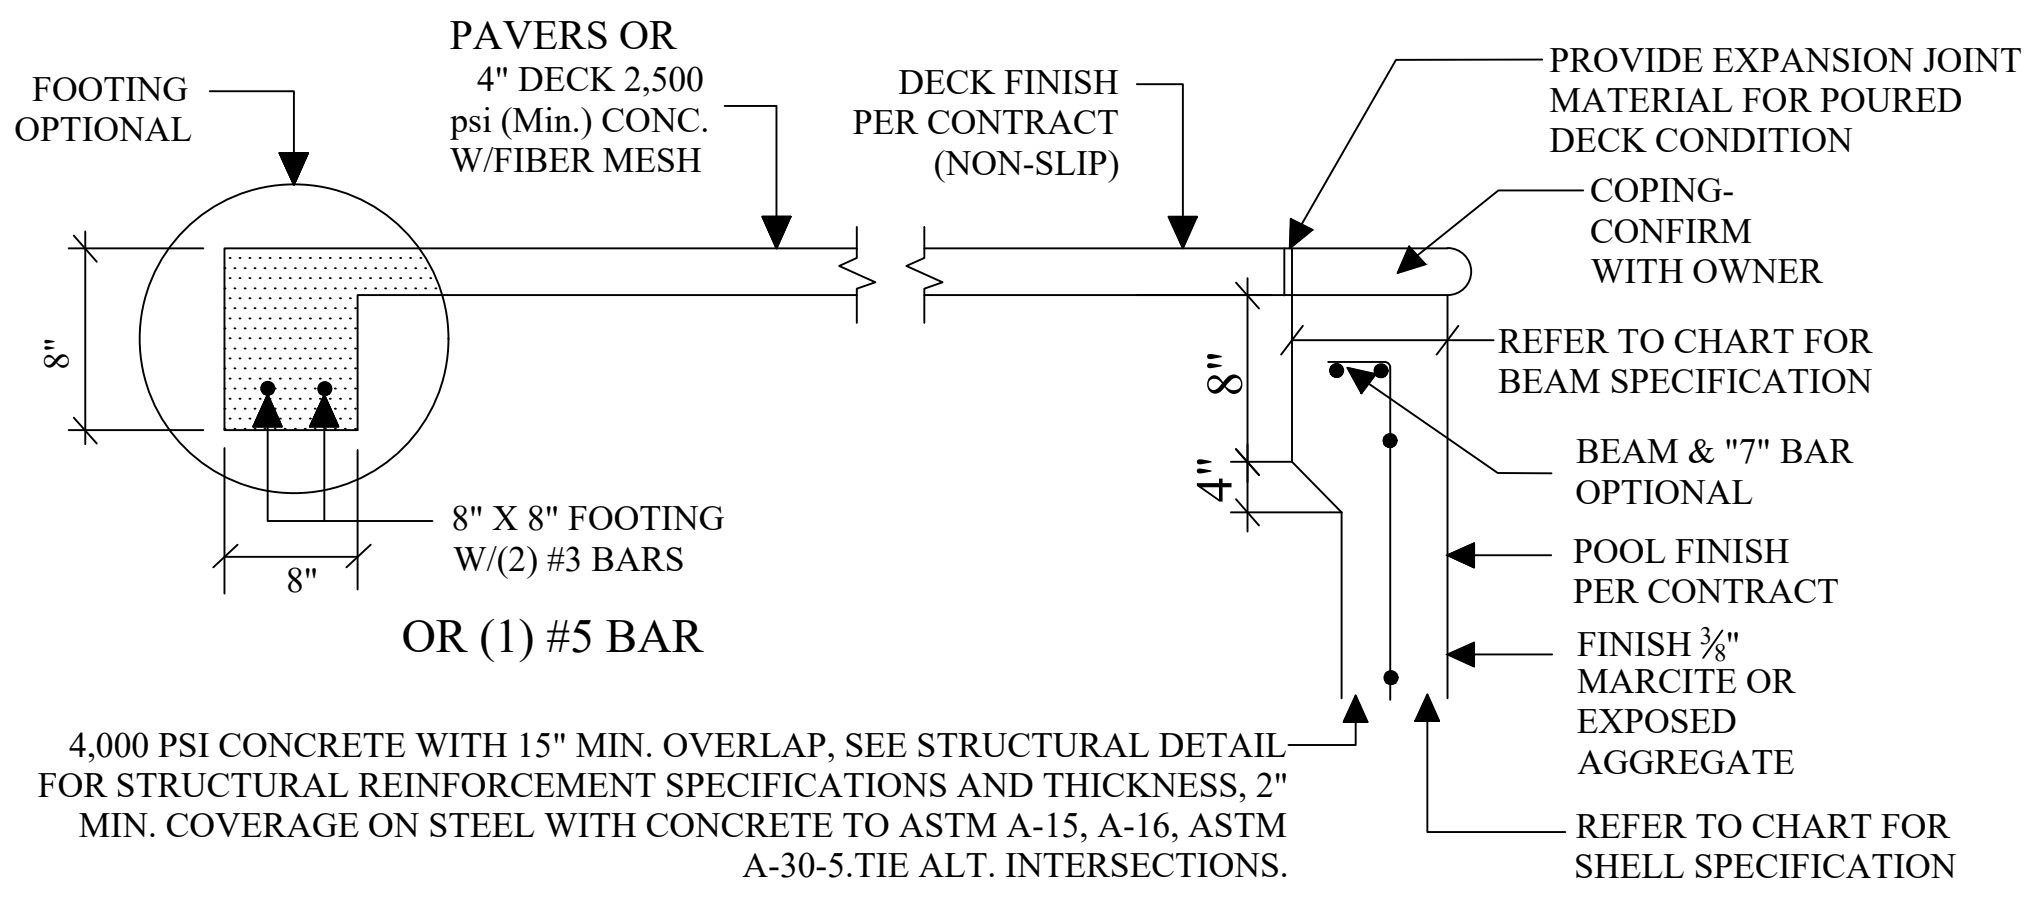 FOOTING
OPTIONAL
PAVERS OR
4" DECK 2,500
psi (Min.) CONC.
W/FIBER MESH
DECK FINISH
PER CONTRACT
(NON-SLIP)
PROVIDE EXPANSION JOINT
MATERIAL FOR POURED
DECK CONDITION
COPING-
CONFIRM
WITH OWNER
8"
8"
4"
REFER TO CHART FOR
BEAM SPECIFICATION
BEAM & "7" BAR
OPTIONAL
8" X 8" FOOTING
W/(2) #3 BARS
8"
OR (1) #5 BAR
POOL FINISH
PER CONTRACT
FINISH ⅜"
MARCITE OR
EXPOSED
AGGREGATE
4,000 PSI CONCRETE WITH 15" MIN. OVERLAP, SEE STRUCTURAL DETAIL
FOR STRUCTURAL REINFORCEMENT SPECIFICATIONS AND THICKNESS, 2"
MIN. COVERAGE ON STEEL WITH CONCRETE TO ASTM A-15, A-16, ASTM
A-30-5.TIE ALT. INTERSECTIONS.
REFER TO CHART FOR
SHELL SPECIFICATION